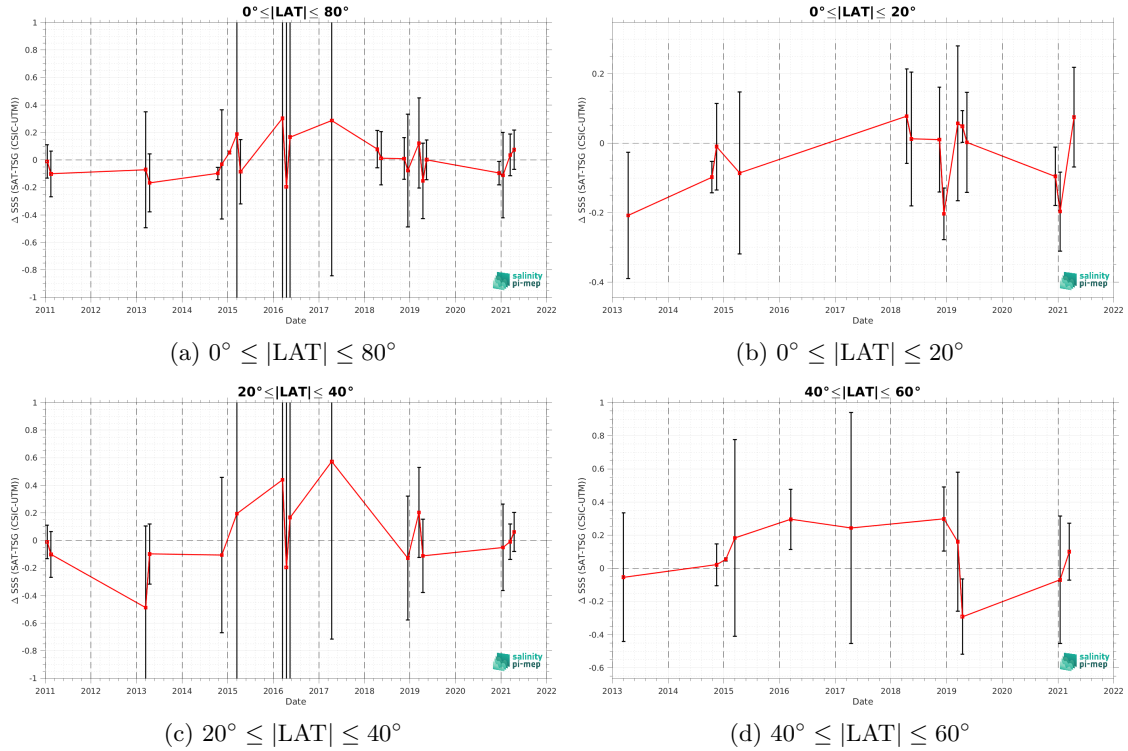 0°≤|LAT|≤ 80°
1
0.8
0.6
0.4
0.2
0
-0.2
-0.4
-0.6
-0.8
-1
Δ SSS (SAT-TSG (CSIC-UTM))
2011 2012 2013 2014 2015 2016 2017 2018 2019 2020 2021 2022
Date
salinity
pi-mep
(a) 0° ≤ |LAT| ≤ 80°
0°≤|LAT|≤ 20°
0.2
0
-0.2
-0.4
Δ SSS (SAT-TSG (CSIC-UTM))
2013 2014 2015 2016 2017 2018 2019 2020 2021 2022
Date
salinity
pi-mep
(b) 0° ≤ |LAT| ≤ 20°
20°≤|LAT|≤ 40°
1
0.8
0.6
0.4
0.2
0
-0.2
-0.4
-0.6
-0.8
-1
Δ SSS (SAT-TSG (CSIC-UTM))
2011 2012 2013 2014 2015 2016 2017 2018 2019 2020 2021 2022
Date
salinity
pi-mep
(c) 20° ≤ |LAT| ≤ 40°
40°≤|LAT|≤ 60°
1
0.8
0.6
0.4
0.2
0
-0.2
-0.4
-0.6
Δ SSS (SAT-TSG (CSIC-UTM))
2013 2014 2015 2016 2017 2018 2019 2020 2021 2022
Date
salinity
pi-mep
(d) 40° ≤ |LAT| ≤ 60°